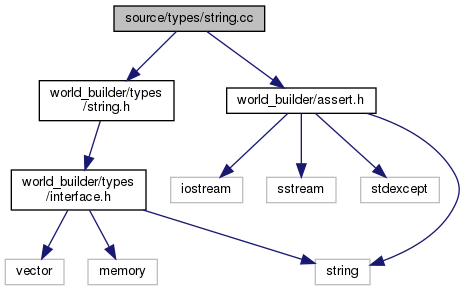 source/types/string.cc
world_builder/types
/string.h
world_builder/assert.h
world_builder/types
/interface.h
iostream
sstream
stdexcept
vector
memory
string